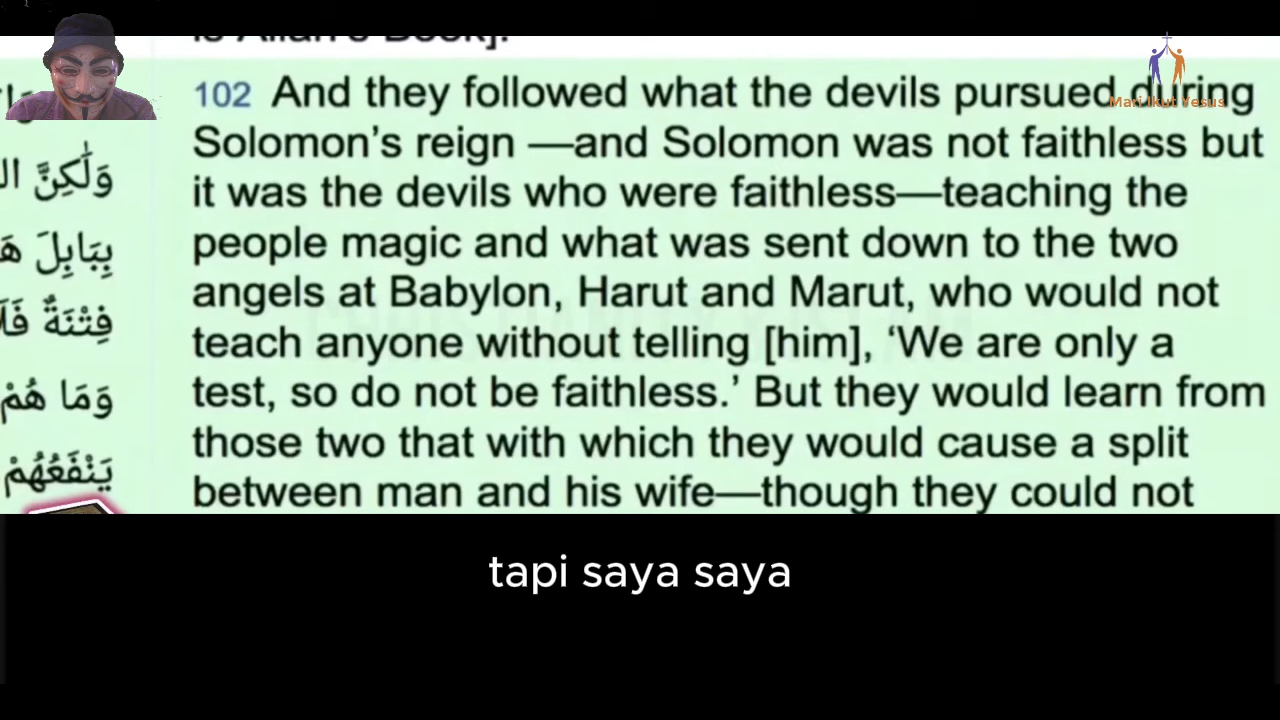 is Allah's Book].
102 And they followed what the devils pursued during
Mari Ikut Yesus
Solomon's reign —and Solomon was not faithless but
وَلَٰكِنَّ
it was the devils who were faithless—teaching the
people magic and what was sent down to the two
بِبَابِلَ
angels at Babylon, Harut and Marut, who would not
فِتْنَةٌ
teach anyone without telling [him], ‘We are only a
test, so do not be faithless.’ But they would learn from
وَمَا هُمْ
those two that with which they would cause a split
يَنْفَعُهُمْ
between man and his wife—though they could not
tapi saya saya